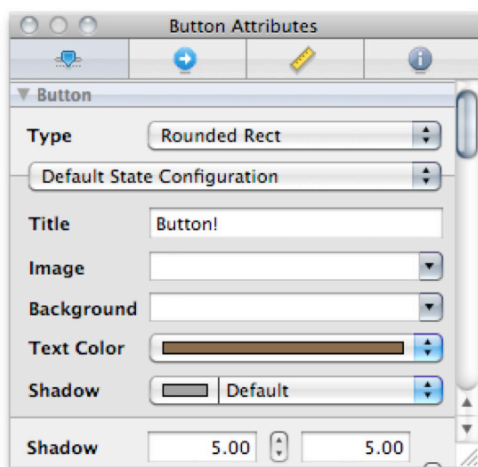 Button Attributes
Button
Type Rounded Rect
Default State Configuration
Title Button!
Image
Background
Text Color
Shadow Default
Shadow 5.00 5.00